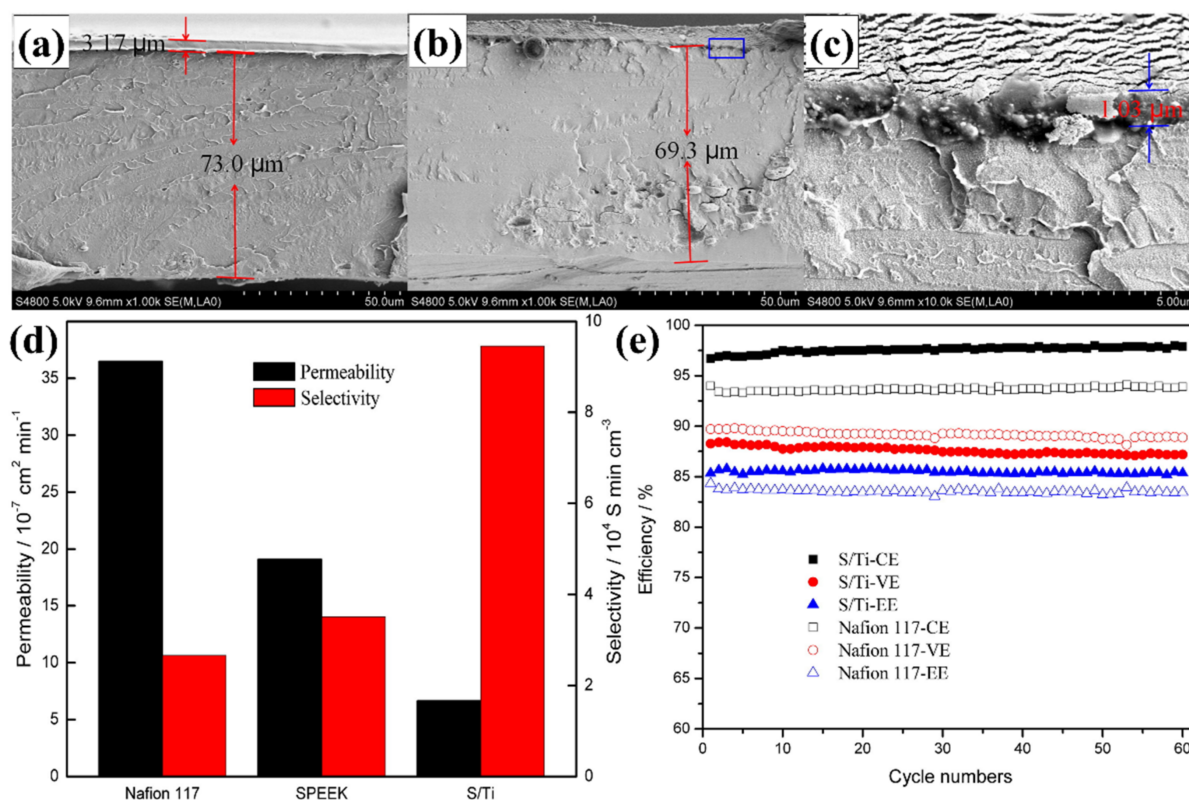 (a)
3.17 μm
73.0 μm
S4800 5.0kV 9.6mm x1.00k SE(M,LA0)
50.0um
(b)
69.3 μm
S4800 5.0kV 9.6mm x1.00k SE(M,LA0)
50.0um
(c)
1.03 μm
S4800 5.0kV 9.6mm x10.0k SE(M,LA0)
5.00um
(d)
Permeability
Selectivity
Permeability / 10⁻⁷ cm² min⁻¹
35
30
25
20
15
10
5
0
Selectivity / 10⁴ S min cm⁻³
10
8
6
4
2
0
Nafion 117
SPEEK
S/Ti
(e)
Efficiency / %
100
95
90
85
80
75
70
65
60
S/Ti-CE
S/Ti-VE
S/Ti-EE
Nafion 117-CE
Nafion 117-VE
Nafion 117-EE
0 10 20 30 40 50 60
Cycle numbers